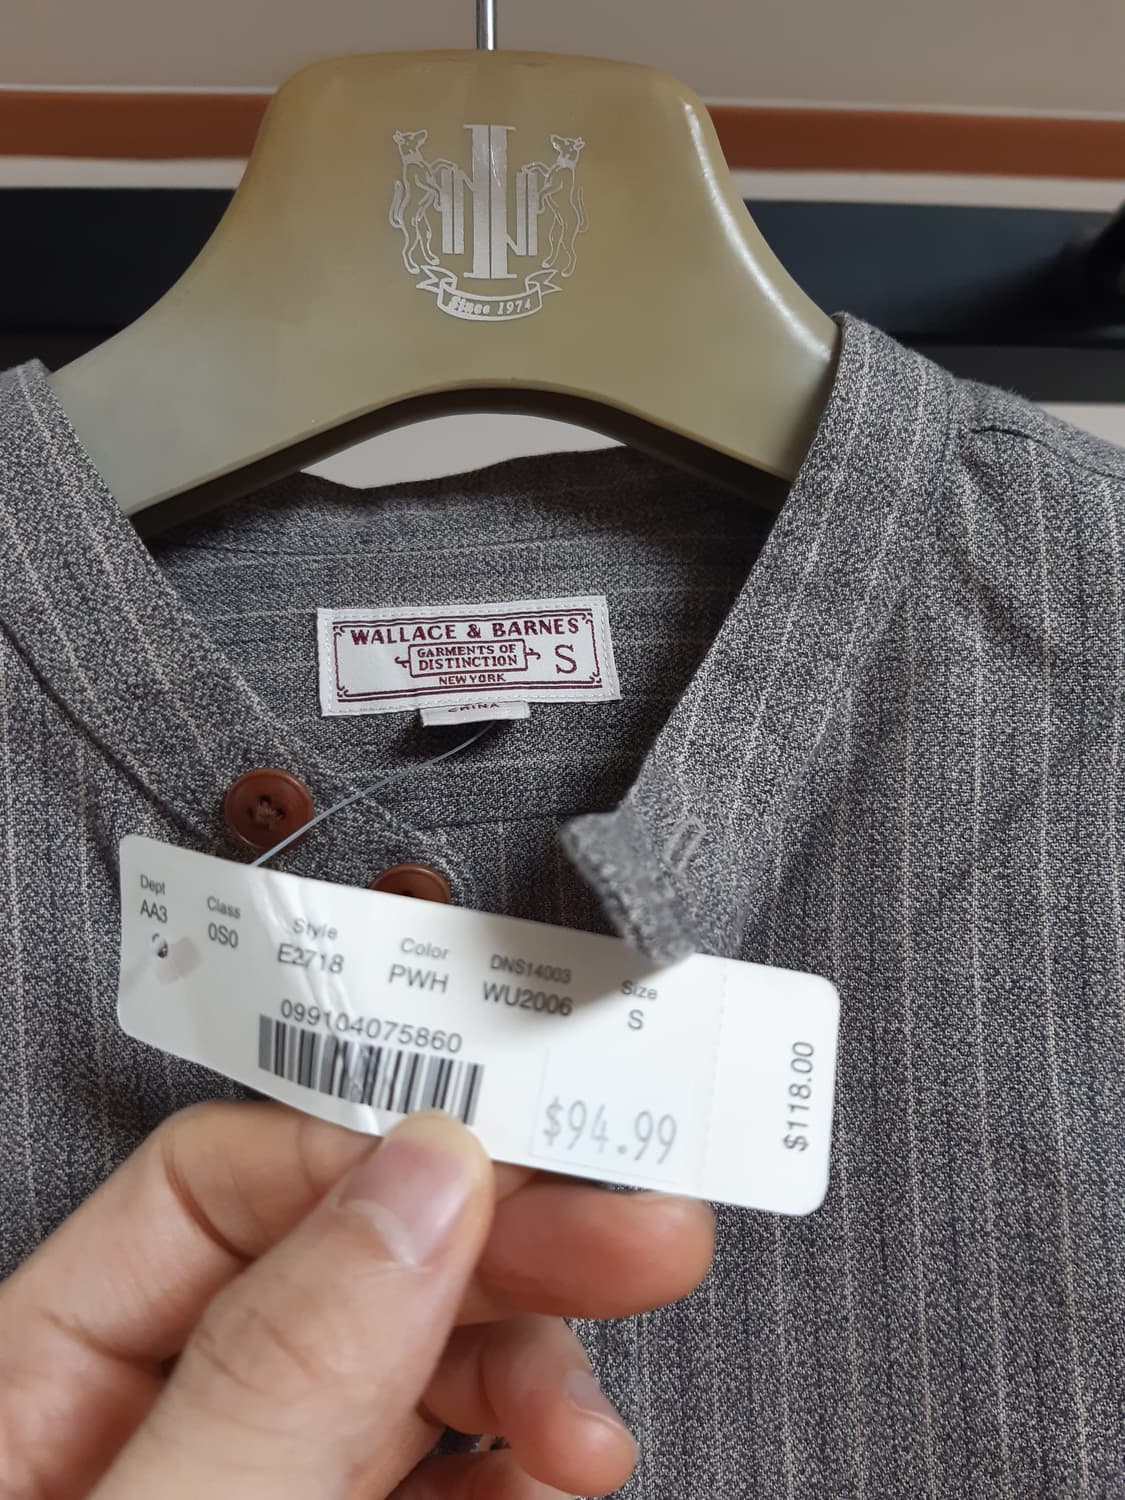 Since 1974
WALLACE & BARNES
GARMENTS OF
DISTINCTION
S
NEW YORK
CHINA
Dept
AA3
Class
0S0
Style
E2718
Color
PWH
DNS14003
WU2006
Size
S
099104075860
$94.99
$118.00